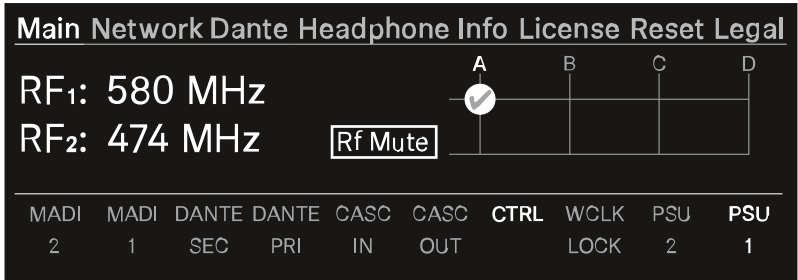 Main Network Dante Headphone Info License Reset Legal
A B C D
RF1: 580 MHz
RF2: 474 MHz Rf Mute
MADI MADI DANTE DANTE CASC CASC CTRL WCLK PSU PSU
2 1 SEC PRI IN OUT LOCK 2 1